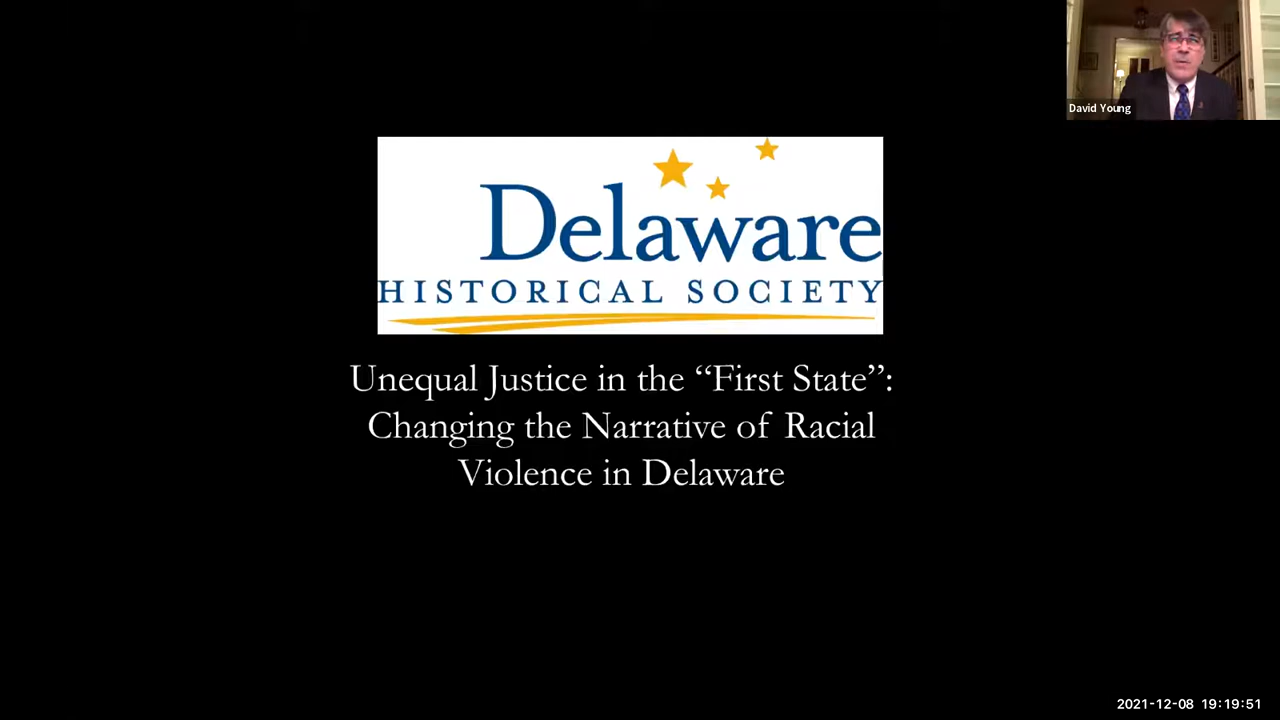 David Young
Delaware
HISTORICAL SOCIETY
Unequal Justice in the “First State”:
Changing the Narrative of Racial
Violence in Delaware
2021-12-08 19:19:51